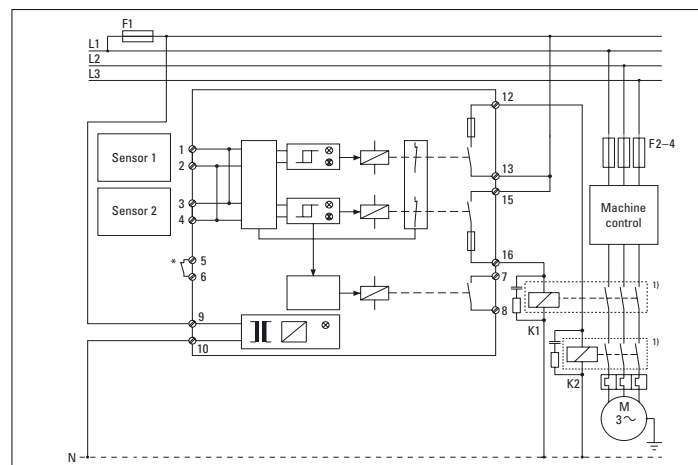 F1
L1
L2
L3
12
1
Sensor 1
2
F2–4
13
15
3
Sensor 2
4
Machine
control
16
*
5
6
7
1)
9
8
K1
10
1)
K2
M
3~
N